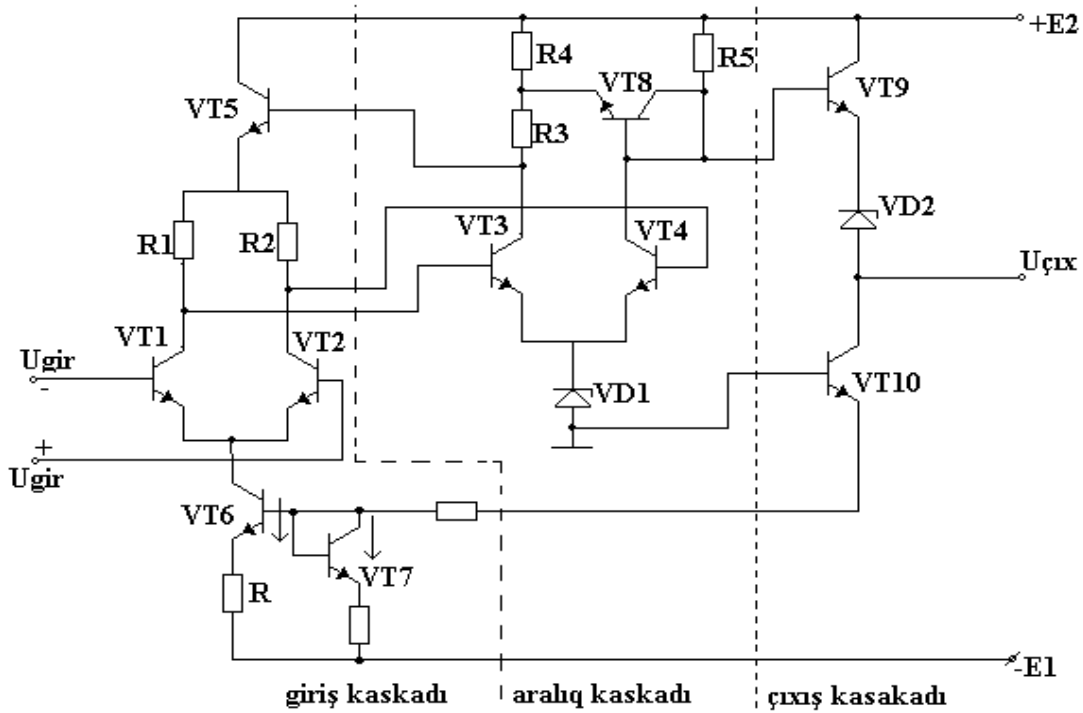 +E2
R4
R5
VT8
VT9
VT5
R3
VD2
R1
R2
VT3
VT4
Uçıx
VT1
VT2
Ugir
-
VD1
VT10
+
Ugir
VT6
VT7
R
-E1
giriş kaskadı
aralıq kaskadı
çıxış kasakadı